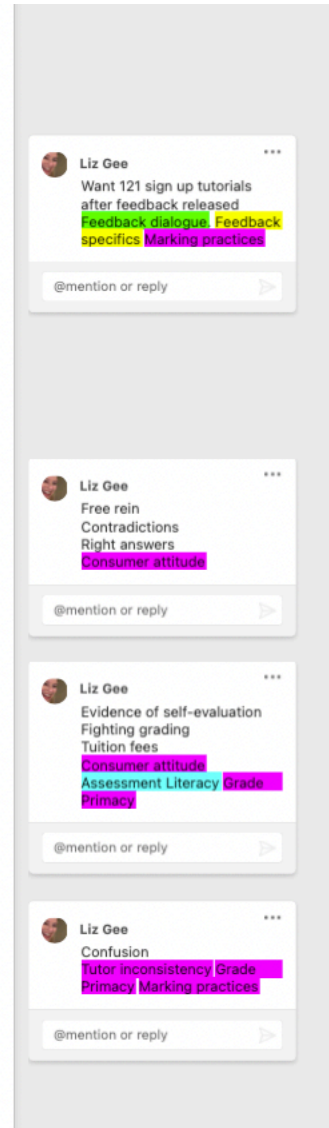 Liz Gee
Want 121 sign up tutorials
after feedback released
Feedback dialogue. Feedback
specifics Marking practices
@mention or reply
Liz Gee
Free rein
Contradictions
Right answers
Consumer attitude
@mention or reply
Liz Gee
Evidence of self-evaluation
Fighting grading
Tuition fees
Consumer attitude
Assessment Literacy Grade
Primacy
@mention or reply
Liz Gee
Confusion
Tutor inconsistency Grade
Primacy Marking practices
@mention or reply